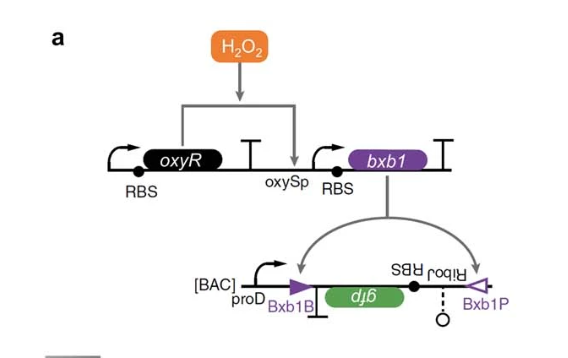 a
H2O2
oxyR
bxb1
RBS
oxySp
RBS
RBS
RiboJ
[BAC]
proD
Bxb1B
gfp
Bxb1P